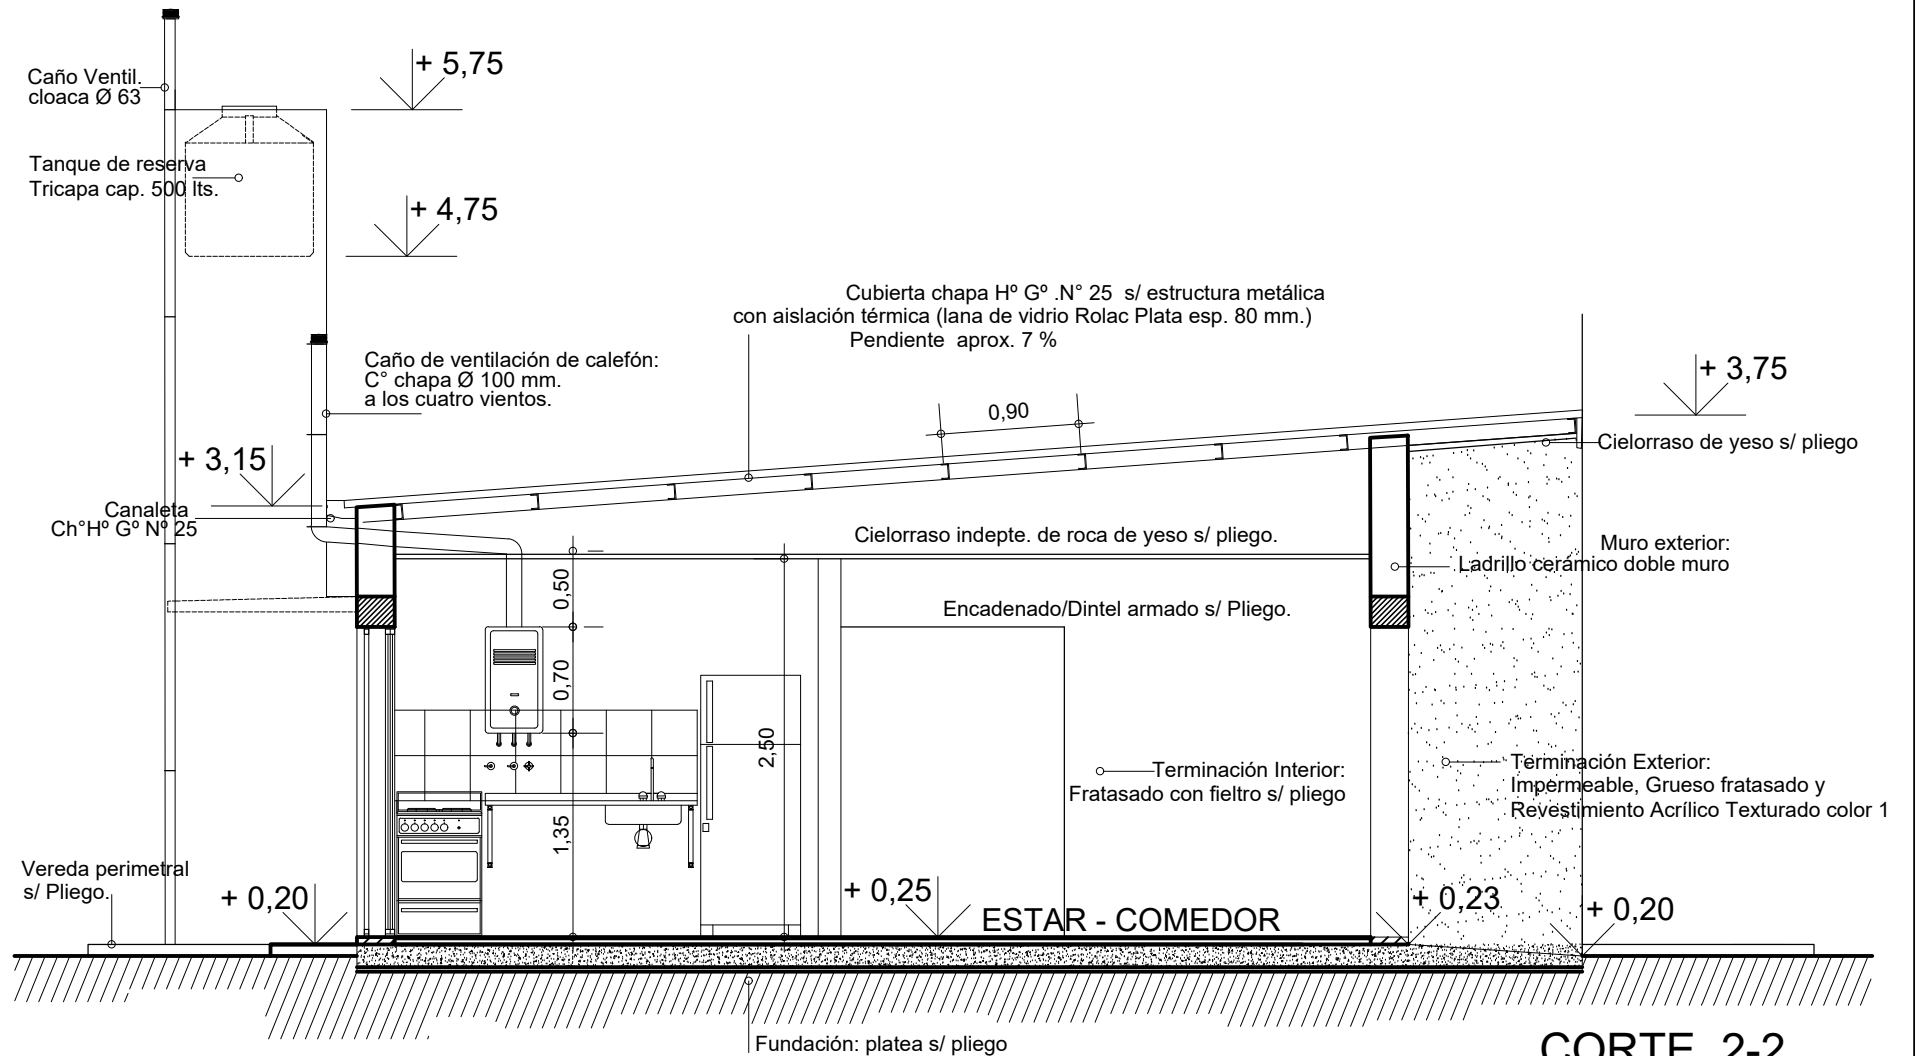 + 5,75
Caño Ventil.
cloaca Ø 63
Tanque de reserva
Tricapa cap. 500 lts.
+ 4,75
Cubierta chapa Hº Gº .N° 25 s/ estructura metálica
con aislación térmica (lana de vidrio Rolac Plata esp. 80 mm.)
Pendiente aprox. 7 %
Caño de ventilación de calefón:
C° chapa Ø 100 mm.
a los cuatro vientos.
+ 3,75
0,90
Cielorraso de yeso s/ pliego
+ 3,15
Canaleta
Ch°Hº Gº Nº 25
Cielorraso indepte. de roca de yeso s/ pliego.
Muro exterior:
Ladrillo cerámico doble muro
0,50
Encadenado/Dintel armado s/ Pliego.
0,70
2,50
Terminación Interior:
Fratasado con fieltro s/ pliego
Terminación Exterior:
Impermeable, Grueso fratasado y
Revestimiento Acrílico Texturado color 1
1,35
Vereda perimetral
s/ Pliego.
+ 0,20
+ 0,25
ESTAR - COMEDOR
+ 0,23
+ 0,20
Fundación: platea s/ pliego
CORTE 2-2